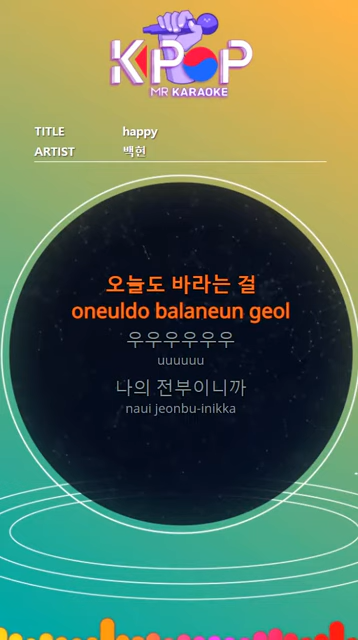 KPOP
MR KARAOKE
TITLE happy
ARTIST 백현
오늘도 바라는 걸
oneuldo balaneun geol
우우우우우우
uuuuuu
나의 전부이니까
naui jeonbu-inikka